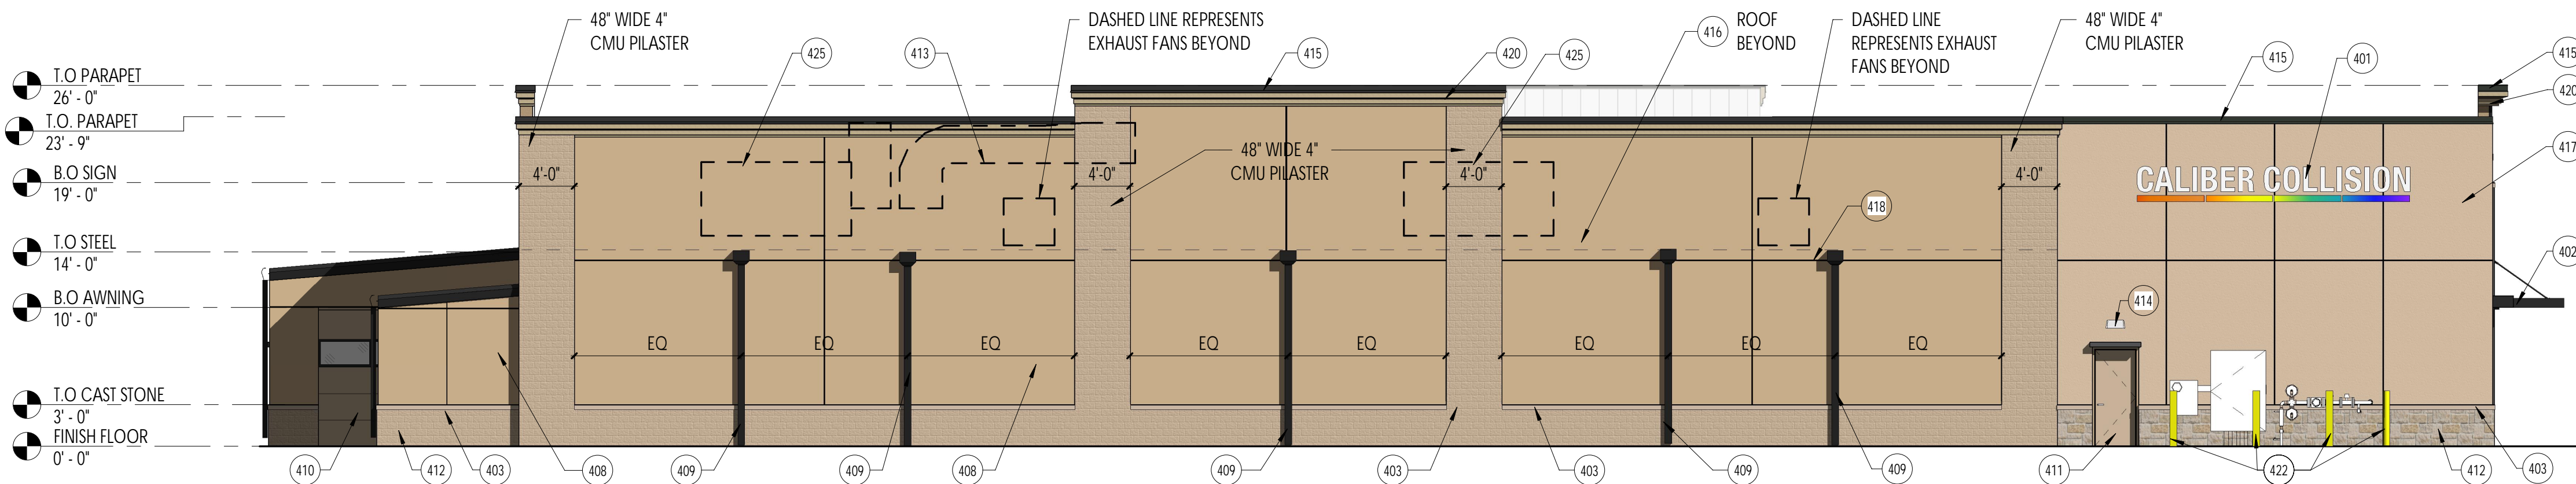 48" WIDE 4"
CMU PILASTER
425
413
DASHED LINE REPRESENTS
EXHAUST FANS BEYOND
415
420
425
416
ROOF
BEYOND
DASHED LINE
REPRESENTS EXHAUST
FANS BEYOND
48" WIDE 4"
CMU PILASTER
415
401
415
420
417
402
T.O PARAPET
26' - 0"
T.O. PARAPET
23' - 9"
B.O SIGN
19' - 0"
T.O STEEL
14' - 0"
B.O AWNING
10' - 0"
T.O CAST STONE
3' - 0"
FINISH FLOOR
0' - 0"
4'-0"
4'-0"
48" WIDE 4"
CMU PILASTER
4'-0"
4'-0"
418
CALIBER COLLISION
414
EQ
EQ
EQ
EQ
EQ
EQ
EQ
EQ
410
412
403
408
409
409
408
409
403
403
409
409
411
422
412
403